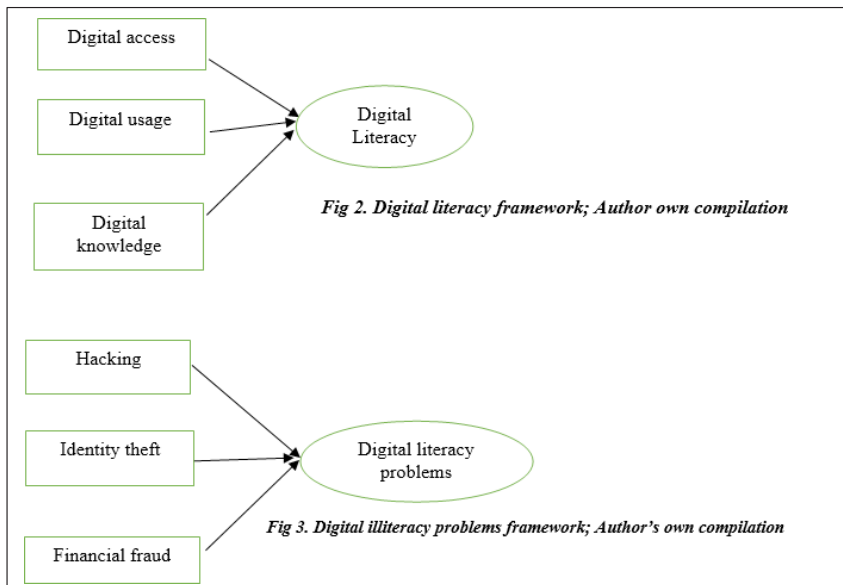 Digital access
Digital usage
Digital
Literacy
Fig 2. Digital literacy framework; Author own compilation
Digital
knowledge
Hacking
Identity theft
Digital literacy
problems
Fig 3. Digital illiteracy problems framework; Author's own compilation
Financial fraud